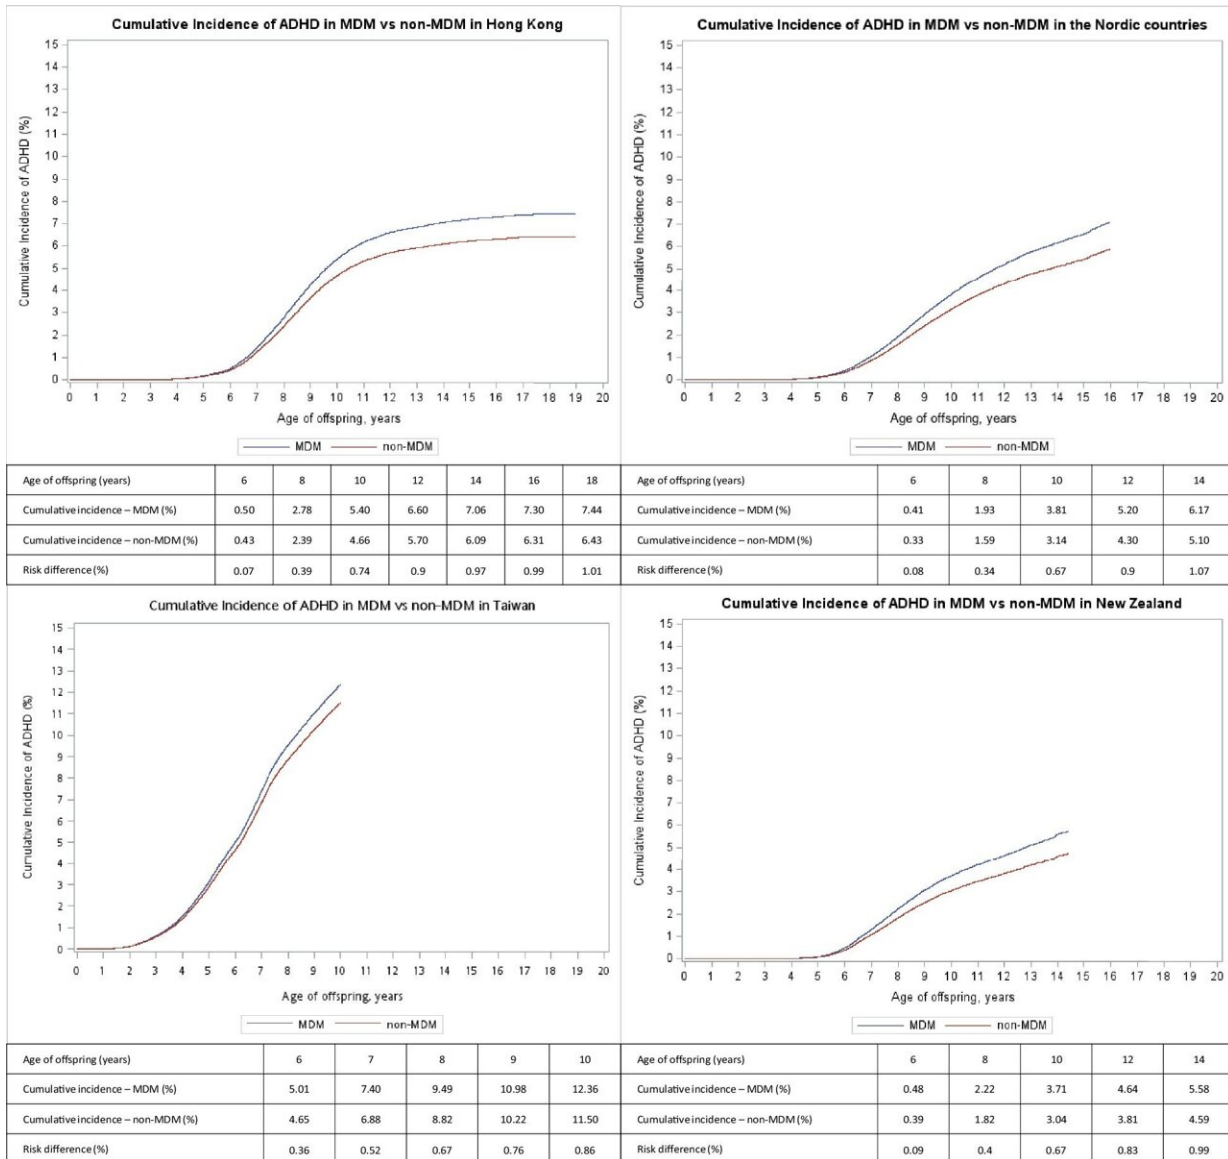 Cumulative Incidence of ADHD in MDM vs non-MDM in Hong Kong
Cumulative Incidence of ADHD (%)
15
14
13
12
11
10
9
8
7
6
5
4
3
2
1
0
0 1 2 3 4 5 6 7 8 9 10 11 12 13 14 15 16 17 18 19 20
Age of offspring, years
MDM non-MDM
Age of offspring (years) 6 8 10 12 14 16 18
Cumulative incidence – MDM (%) 0.50 2.78 5.40 6.60 7.06 7.30 7.44
Cumulative incidence – non-MDM (%) 0.43 2.39 4.66 5.70 6.09 6.31 6.43
Risk difference (%) 0.07 0.39 0.74 0.9 0.97 0.99 1.01
Cumulative Incidence of ADHD in MDM vs non-MDM in the Nordic countries
Cumulative Incidence of ADHD (%)
15
14
13
12
11
10
9
8
7
6
5
4
3
2
1
0
0 1 2 3 4 5 6 7 8 9 10 11 12 13 14 15 16 17 18 19 20
Age of offspring, years
MDM non-MDM
Age of offspring (years) 6 8 10 12 14
Cumulative incidence – MDM (%) 0.41 1.93 3.81 5.20 6.17
Cumulative incidence – non-MDM (%) 0.33 1.59 3.14 4.30 5.10
Risk difference (%) 0.08 0.34 0.67 0.9 1.07
Cumulative Incidence of ADHD in MDM vs non-MDM in Taiwan
Cumulative Incidence of ADHD (%)
15
14
13
12
11
10
9
8
7
6
5
4
3
2
1
0
0 1 2 3 4 5 6 7 8 9 10 11 12 13 14 15 16 17 18 19 20
Age of offspring, years
MDM non-MDM
Age of offspring (years) 6 7 8 9 10
Cumulative incidence – MDM (%) 5.01 7.40 9.49 10.98 12.36
Cumulative incidence – non-MDM (%) 4.65 6.88 8.82 10.22 11.50
Risk difference (%) 0.36 0.52 0.67 0.76 0.86
Cumulative Incidence of ADHD in MDM vs non-MDM in New Zealand
Cumulative Incidence of ADHD (%)
15
14
13
12
11
10
9
8
7
6
5
4
3
2
1
0
0 1 2 3 4 5 6 7 8 9 10 11 12 13 14 15 16 17 18 19 20
Age of offspring, years
MDM non-MDM
Age of offspring (years) 6 8 10 12 14
Cumulative incidence – MDM (%) 0.48 2.22 3.71 4.64 5.58
Cumulative incidence – non-MDM (%) 0.39 1.82 3.04 3.81 4.59
Risk difference (%) 0.09 0.4 0.67 0.83 0.99